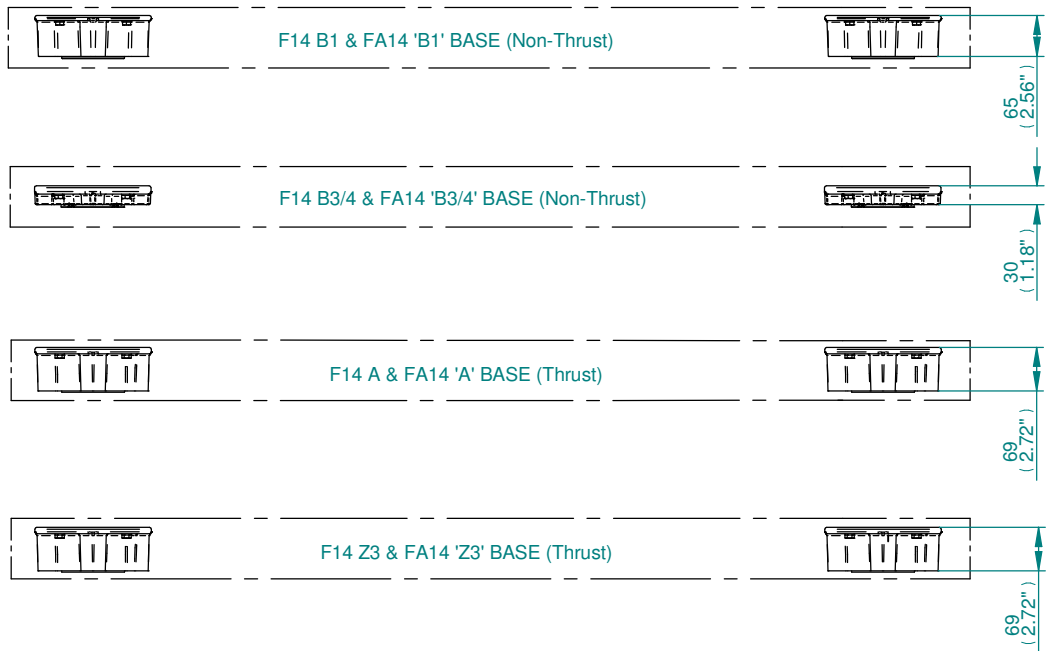 F14 B1 & FA14 'B1' BASE (Non-Thrust)
65
( 2.56" )
F14 B3/4 & FA14 'B3/4' BASE (Non-Thrust)
30
( 1.18" )
F14 A & FA14 'A' BASE (Thrust)
69
( 2.72" )
F14 Z3 & FA14 'Z3' BASE (Thrust)
69
( 2.72" )